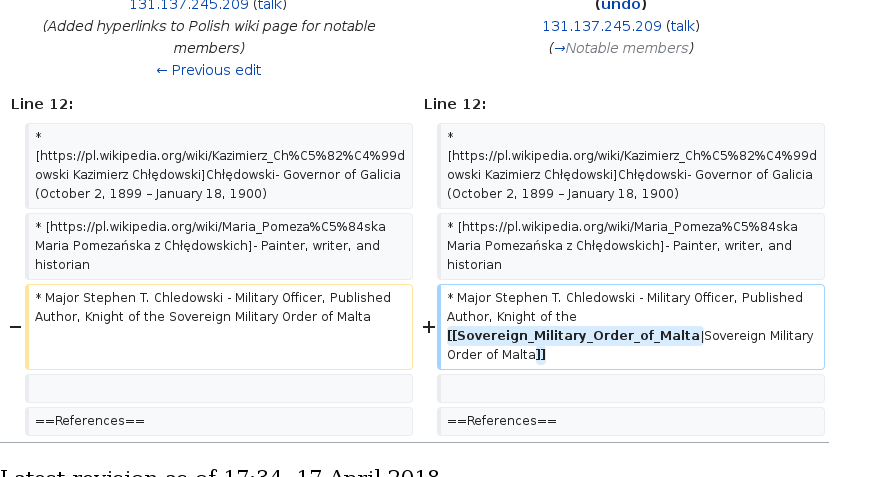 131.137.245.209 (talk)
(Added hyperlinks to Polish wiki page for notable
members)
← Previous edit
(undo)
131.137.245.209 (talk)
(→Notable members)
Line 12:
Line 12:
*
[https://pl.wikipedia.org/wiki/Kazimierz_Ch%C5%82%C4%99d
owski Kazimierz Chłędowski]Chłędowski- Governor of Galicia
(October 2, 1899 – January 18, 1900)
*
[https://pl.wikipedia.org/wiki/Kazimierz_Ch%C5%82%C4%99d
owski Kazimierz Chłędowski]Chłędowski- Governor of Galicia
(October 2, 1899 – January 18, 1900)
* [https://pl.wikipedia.org/wiki/Maria_Pomeza%C5%84ska
Maria Pomezańska z Chłędowskich]- Painter, writer, and
historian
* [https://pl.wikipedia.org/wiki/Maria_Pomeza%C5%84ska
Maria Pomezańska z Chłędowskich]- Painter, writer, and
historian
−
* Major Stephen T. Chledowski - Military Officer, Published
Author, Knight of the Sovereign Military Order of Malta
+
* Major Stephen T. Chledowski - Military Officer, Published
Author, Knight of the
[[Sovereign_Military_Order_of_Malta|Sovereign Military
Order of Malta]]
==References==
==References==
Latest revision as of 17:34, 17 April 2018